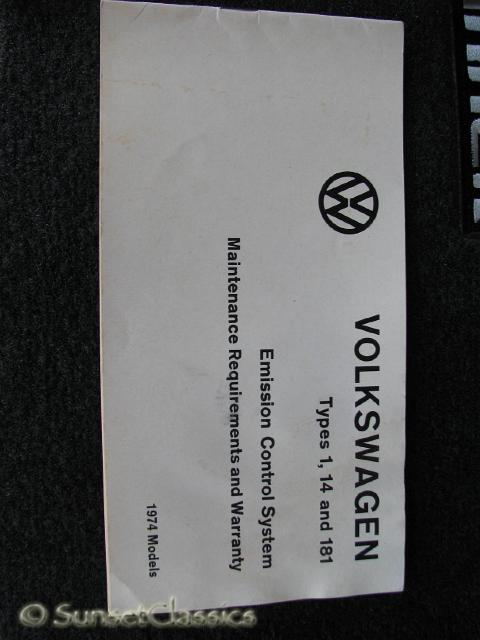 VOLKSWAGEN
Types 1, 14 and 181
Emission Control System
Maintenance Requirements and Warranty
1974 Models
© SunsetClassics